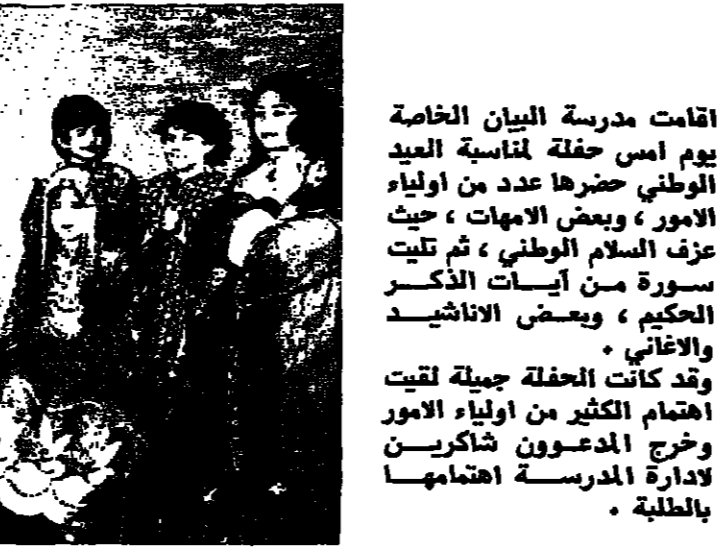 اقامت مدرسة البيان الخاصة
يوم امس حفلة لمناسبة العيد
الوطني حضرها عدد من اولياء
الامور ، وبعض الامهات ، حيث
عزف السلام الوطني ، ثم تليت
سورة من آيات الذكر
الحكيم ، وبعض الاناشيد
والاغاني .
وقد كانت الحفلة جميلة لقيت
اهتمام الكثير من اولياء الامور
وخرج المدعوون شاكرين
لادارة المدرسة اهتمامها
بالطلبة .